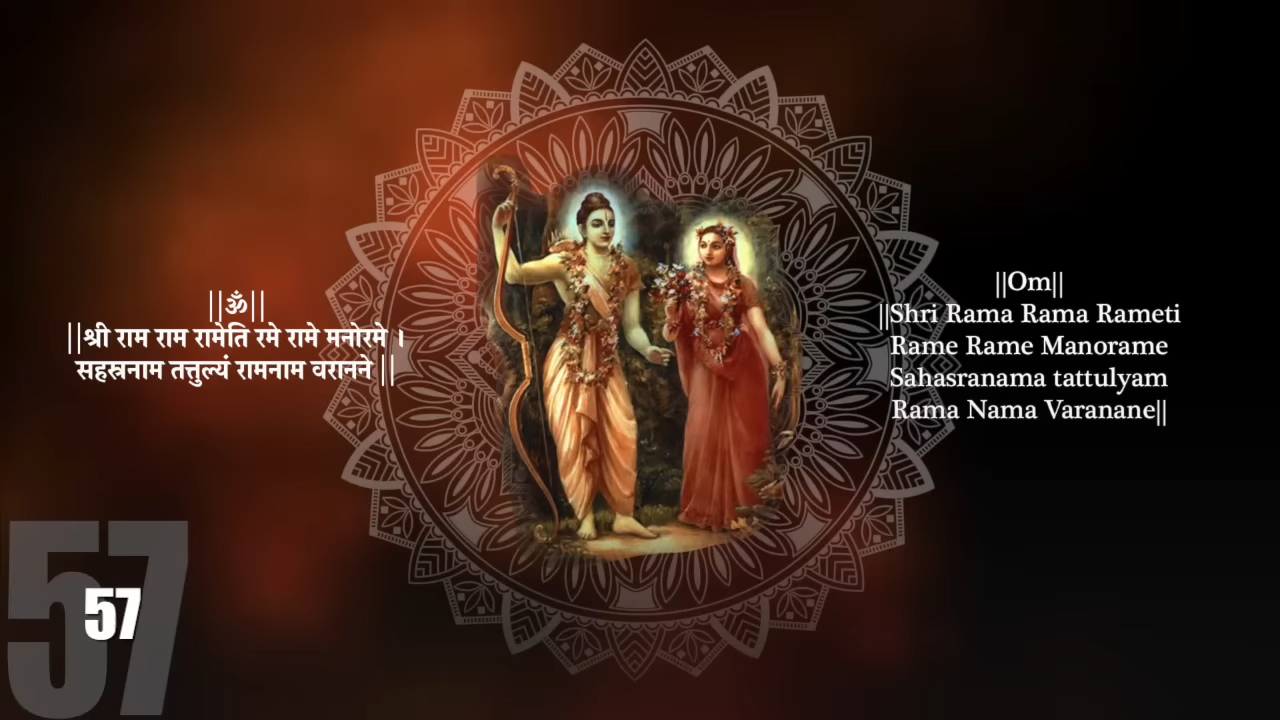 ||ॐ||
||श्री राम राम रामेति रमे रामे मनोरमे ।
सहस्रनाम तत्तुल्यं रामनाम वरानने ||
||Om||
||Shri Rama Rama Rameti
Rame Rame Manorame
Sahasranama tattulyam
Rama Nama Varanane||
57
57